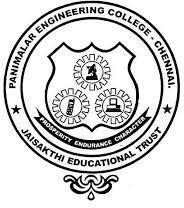 PANIMALAR ENGINEERING COLLEGE - CHENNAI.
PROSPERITY ENDURANCE CHARACTER
JAISAKTHI EDUCATIONAL TRUST